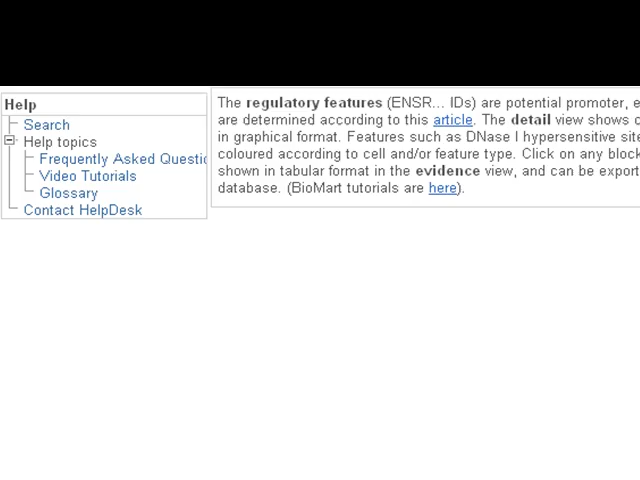 Help
Search
Help topics
Frequently Asked Questi
Video Tutorials
Glossary
Contact HelpDesk
The regulatory features (ENSR... IDs) are potential promoter, e
are determined according to this article. The detail view shows
in graphical format. Features such as DNase I hypersensitive site
coloured according to cell and/or feature type. Click on any block
shown in tabular format in the evidence view, and can be export
database. (BioMart tutorials are here).